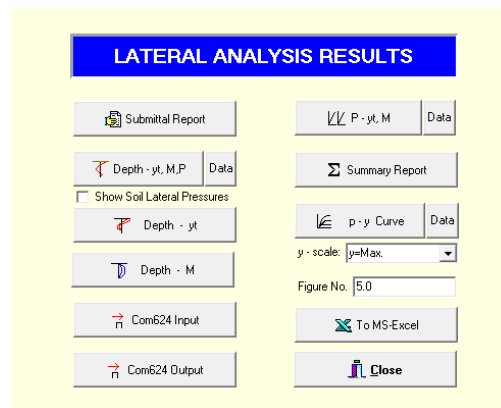 LATERAL ANALYSIS RESULTS
Submittal Report
Depth - yt, M,P Data
Show Soil Lateral Pressures
Depth - yt
Depth - M
Com624 Input
Com624 Output
P - yt, M Data
Σ Summary Report
p - y Curve Data
y - scale: y=Max.
Figure No. 5.0
To MS-Excel
Close